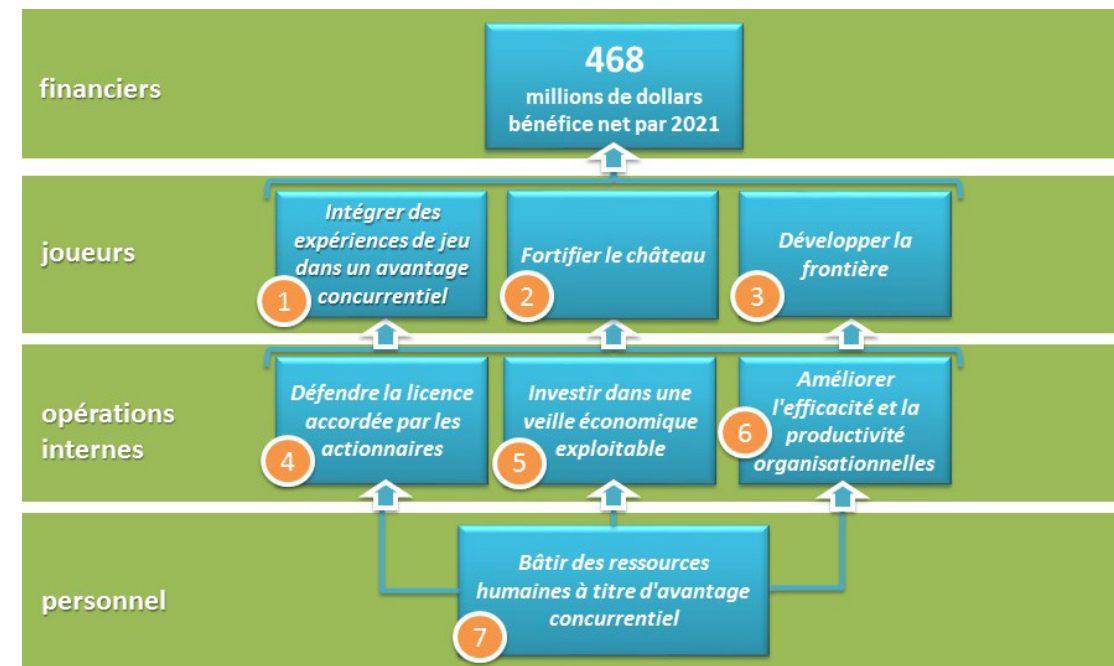 financiers
468
millions de dollars
bénéfice net par 2021
joueurs
Intégrer des
expériences de jeu
dans un avantage
concurrentiel
1
Fortifier le château
2
Développer la
frontière
3
opérations
internes
Défendre la licence
accordée par les
actionnaires
4
Investir dans une
veille économique
exploitable
5
Améliorer
l'efficacité et la
productivité
organisationnelles
6
personnel
Bâtir des ressources
humaines à titre d'avantage
concurrentiel
7